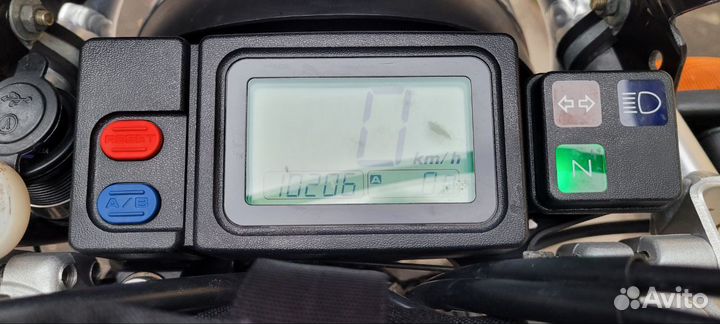 RESET
A/B
0
km/h
10206
A
N
Avito